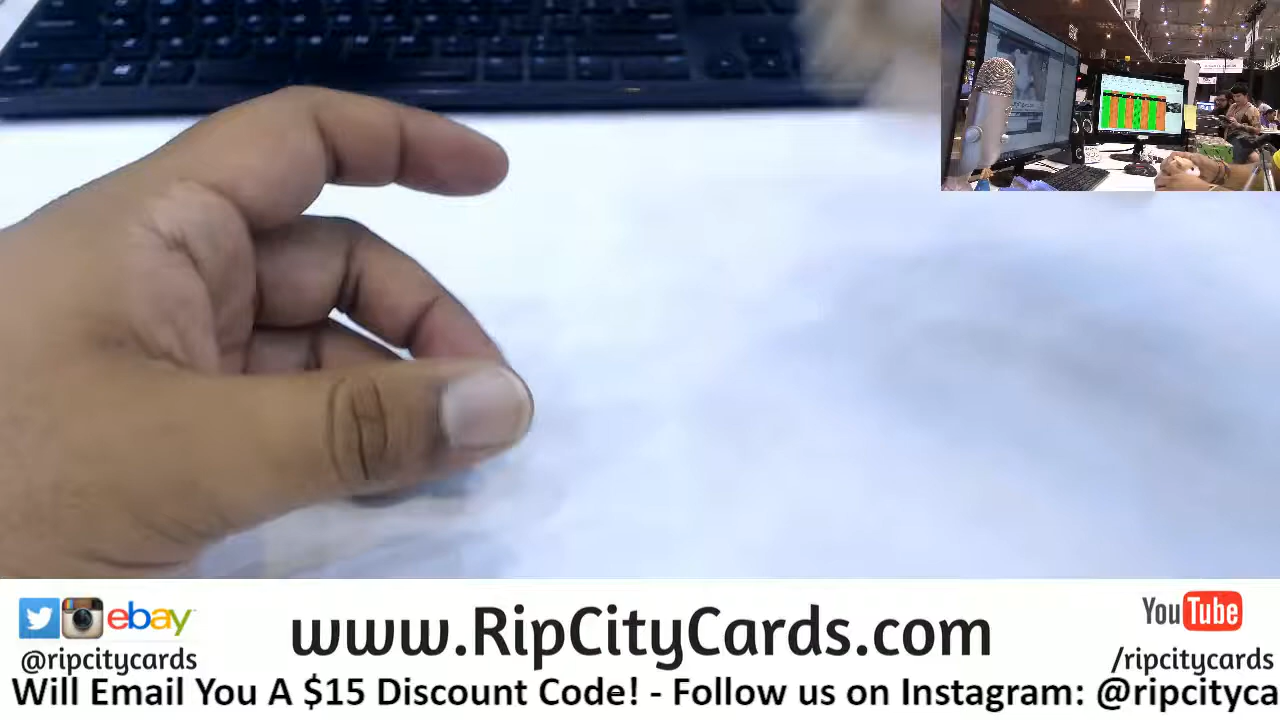 ebay
@ripcitycards
www.RipCityCards.com
YouTube
/ripcitycards
Will Email You A $15 Discount Code! - Follow us on Instagram: @ripcityca